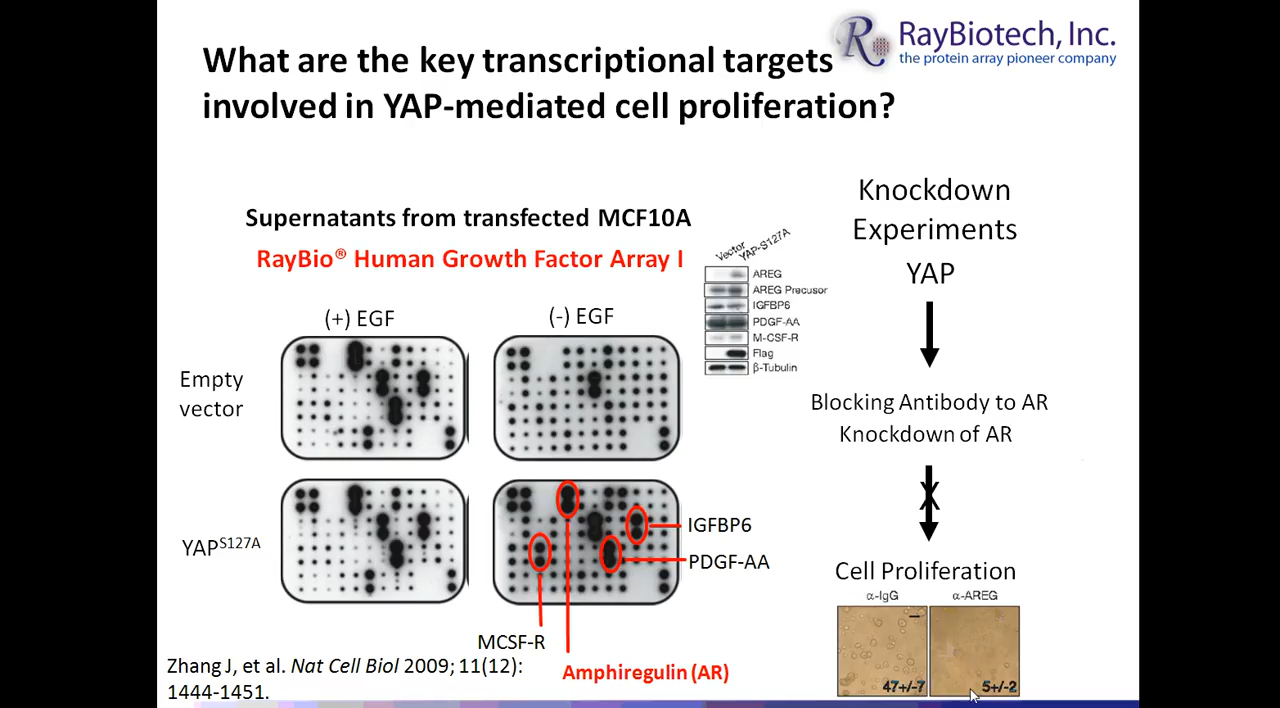 What are the key transcriptional targets
involved in YAP-mediated cell proliferation?
RayBiotech, Inc.
the protein array pioneer company
Supernatants from transfected MCF10A
RayBio® Human Growth Factor Array I
(+) EGF
(-) EGF
Empty
vector
YAPS127A
IGFBP6
PDGF-AA
MCSF-R
Amphiregulin (AR)
Vector
YAP-S127A
AREG
AREG Precusor
IGFBP6
PDGF-AA
M-CSF-R
Flag
β-Tubulin
Knockdown
Experiments
YAP
Blocking Antibody to AR
Knockdown of AR
X
Cell Proliferation
α-IgG
α-AREG
47+/-7
5+/-2
Zhang J, et al. Nat Cell Biol 2009; 11(12):
1444-1451.